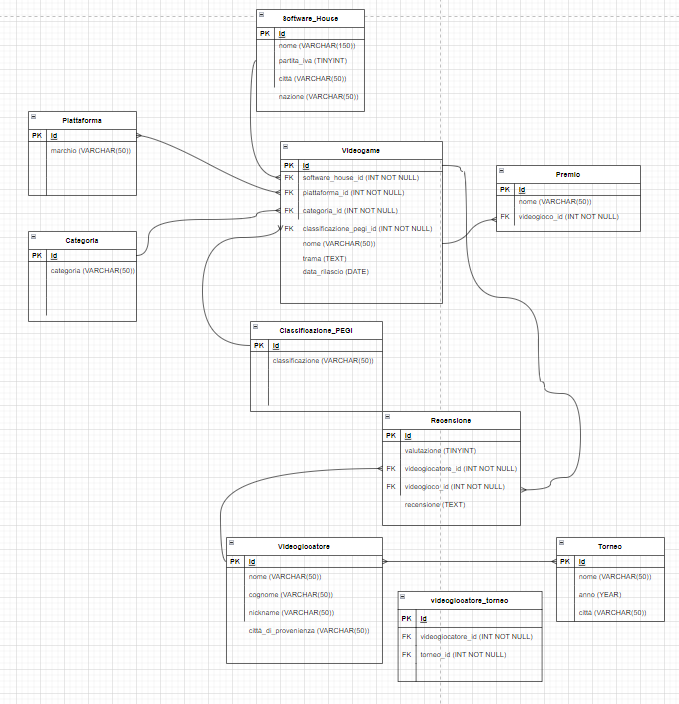 Software_House
PK Id
nome (VARCHAR(150))
partita_iva (TINYINT)
città (VARCHAR(50))
nazione (VARCHAR(50))
Piattaforma
PK Id
marchio (VARCHAR(50))
Videogame
PK Id
FK software_house_id (INT NOT NULL)
FK piattaforma_id (INT NOT NULL)
FK categoria_id (INT NOT NULL)
FK classificazione_pegi_id (INT NOT NULL)
nome (VARCHAR(50))
trama (TEXT)
data_rilascio (DATE)
Premio
PK Id
nome (VARCHAR(50))
FK videogioco_id (INT NOT NULL)
Categoria
PK Id
categoria (VARCHAR(50))
Classificazione_PEGI
PK Id
classificazione (VARCHAR(50))
Recensione
PK Id
valutazione (TINYINT)
FK videogiocatore_id (INT NOT NULL)
FK videogioco_id (INT NOT NULL)
recensione (TEXT)
Videogiocatore
PK Id
nome (VARCHAR(50))
cognome (VARCHAR(50))
nickname (VARCHAR(50))
città_di_provenienza (VARCHAR(50))
Torneo
PK Id
nome (VARCHAR(50))
anno (YEAR)
città (VARCHAR(50))
videogiocatore_torneo
PK Id
FK videogiocatore_id (INT NOT NULL)
FK torneo_id (INT NOT NULL)